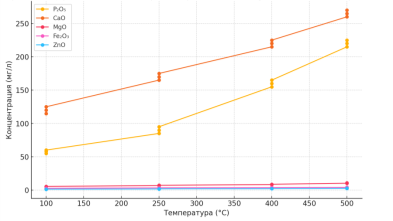 P₂O₅
CaO
MgO
Fe₂O₃
ZnO
Концентрация (мг/л)
250
200
150
100
50
0
100 150 200 250 300 350 400 450 500
Температура (°C)